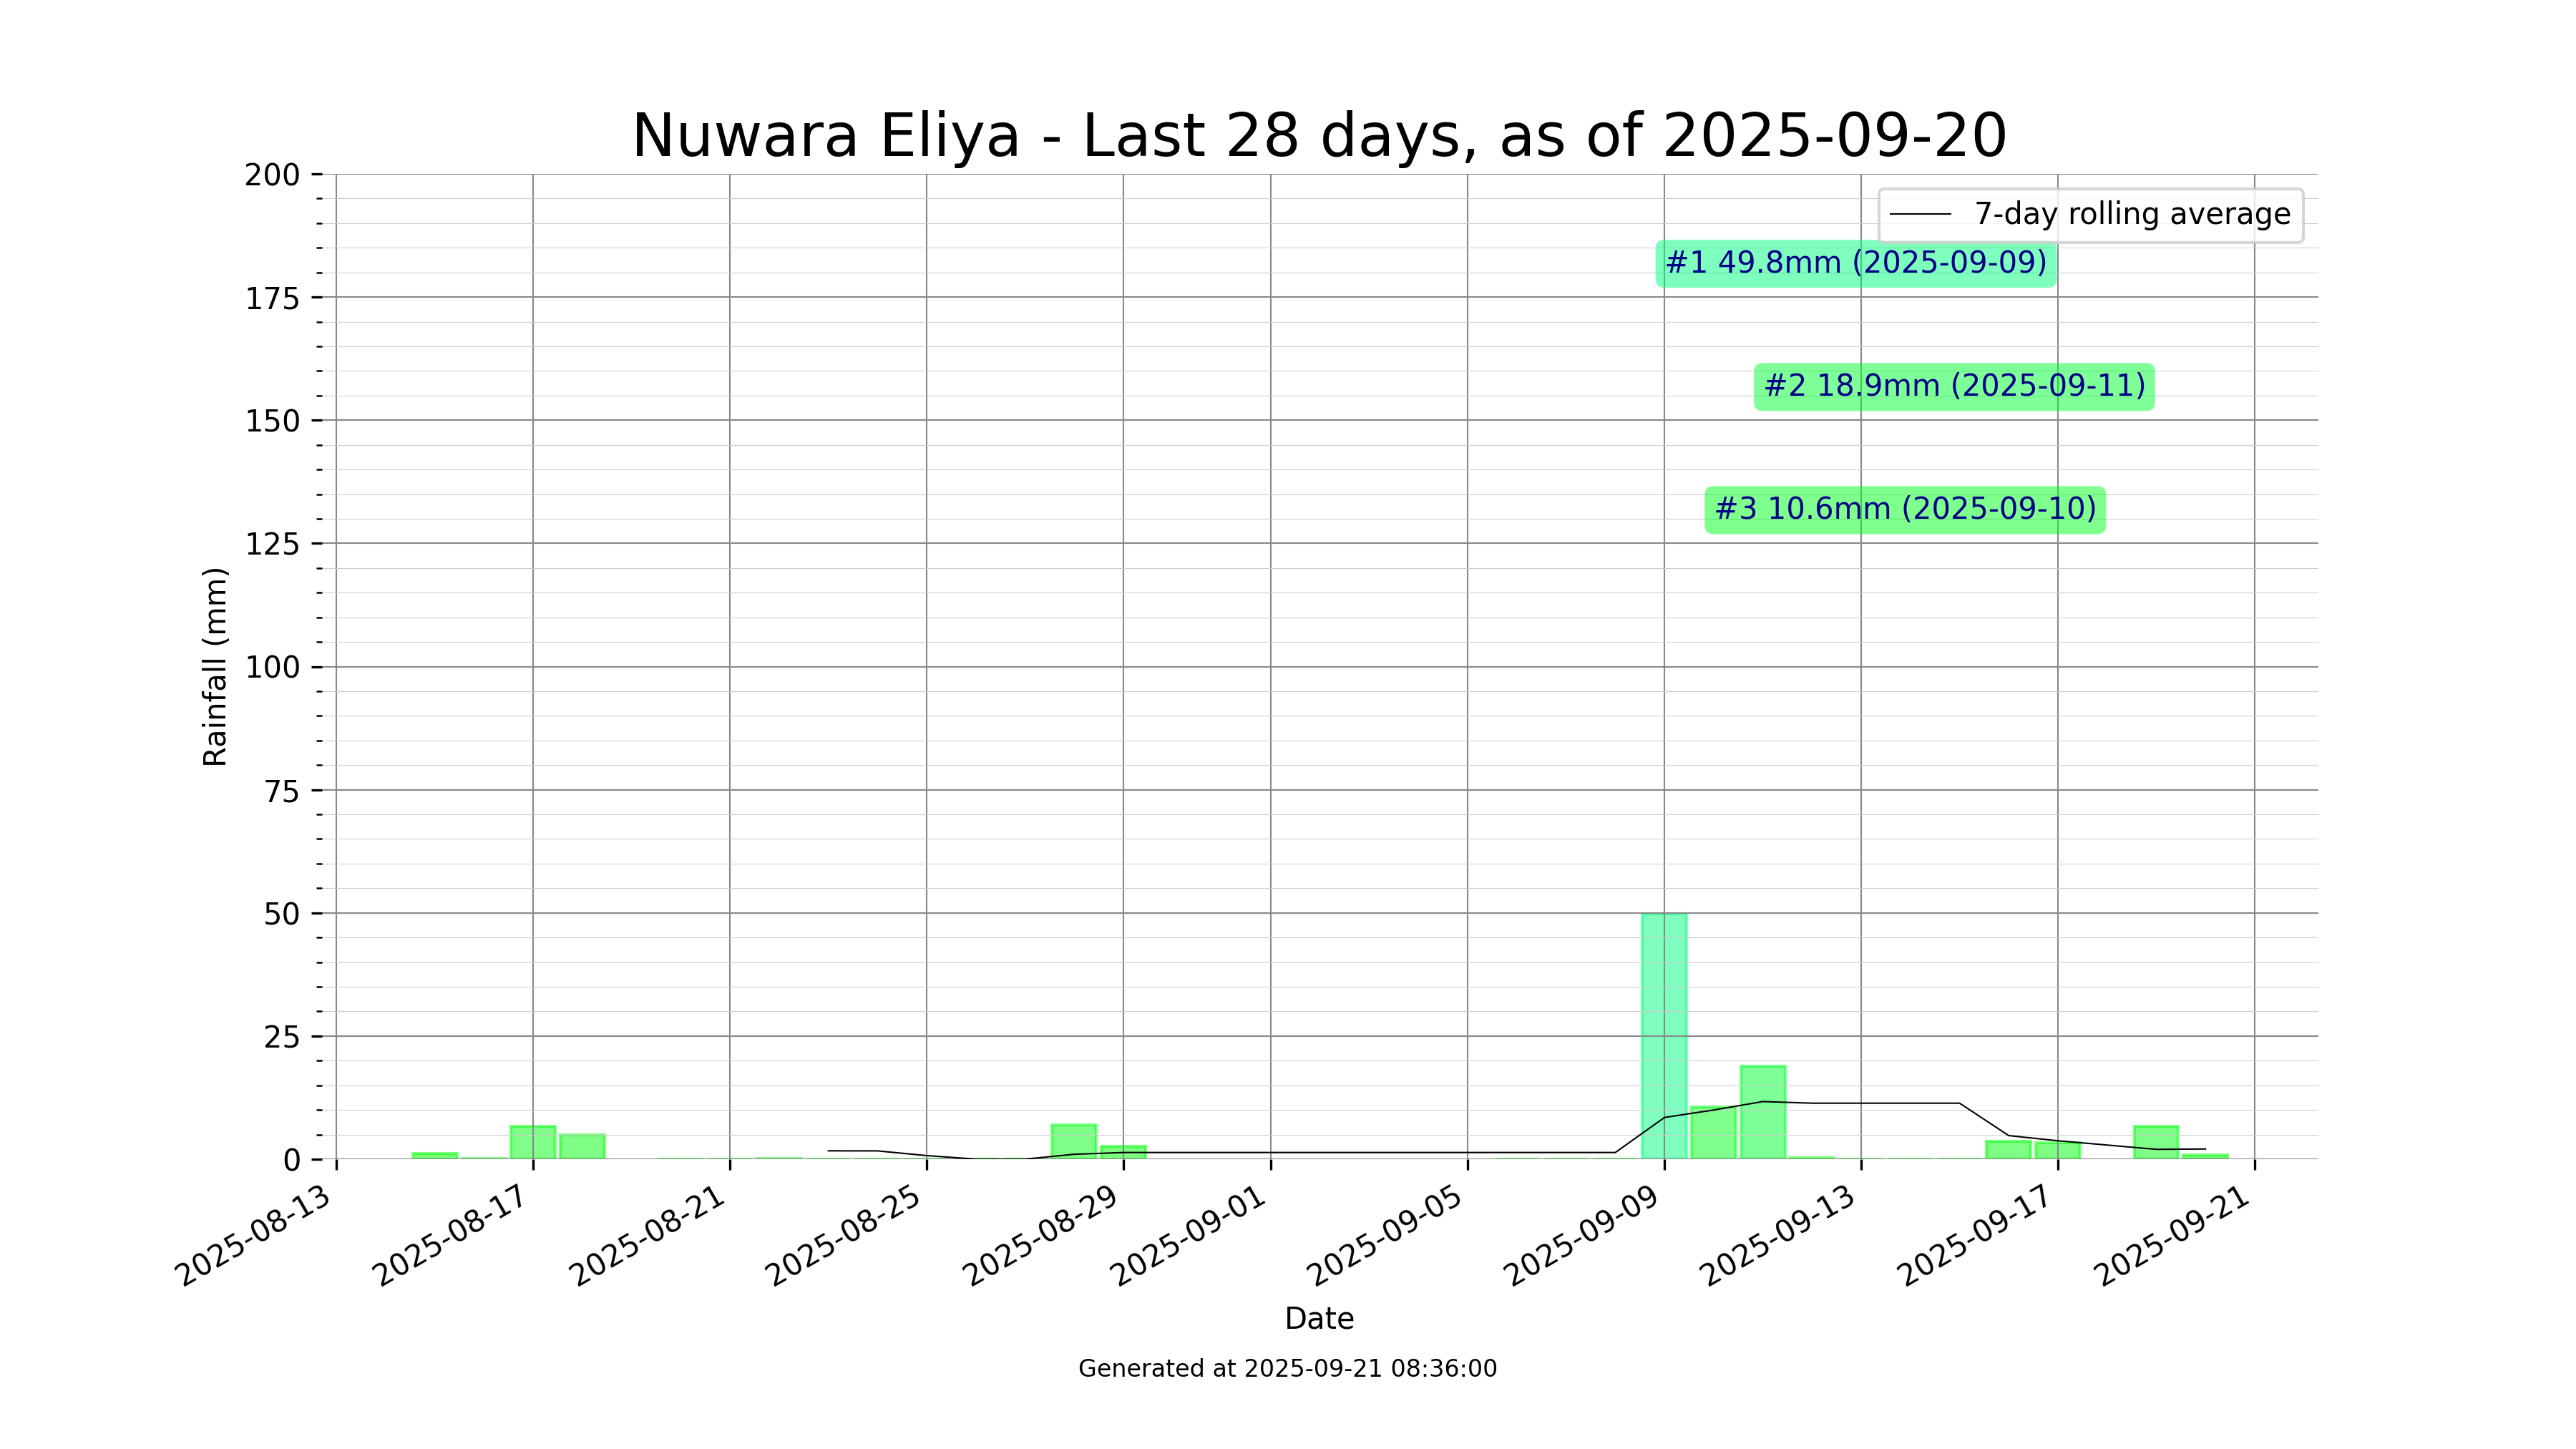 Nuwara Eliya - Last 28 days, as of 2025-09-20
7-day rolling average
#1 49.8mm (2025-09-09)
#2 18.9mm (2025-09-11)
#3 10.6mm (2025-09-10)
Rainfall (mm)
200
175
150
125
100
75
50
25
0
2025-08-13
2025-08-17
2025-08-21
2025-08-25
2025-08-29
2025-09-01
2025-09-05
2025-09-09
2025-09-13
2025-09-17
2025-09-21
Date
Generated at 2025-09-21 08:36:00